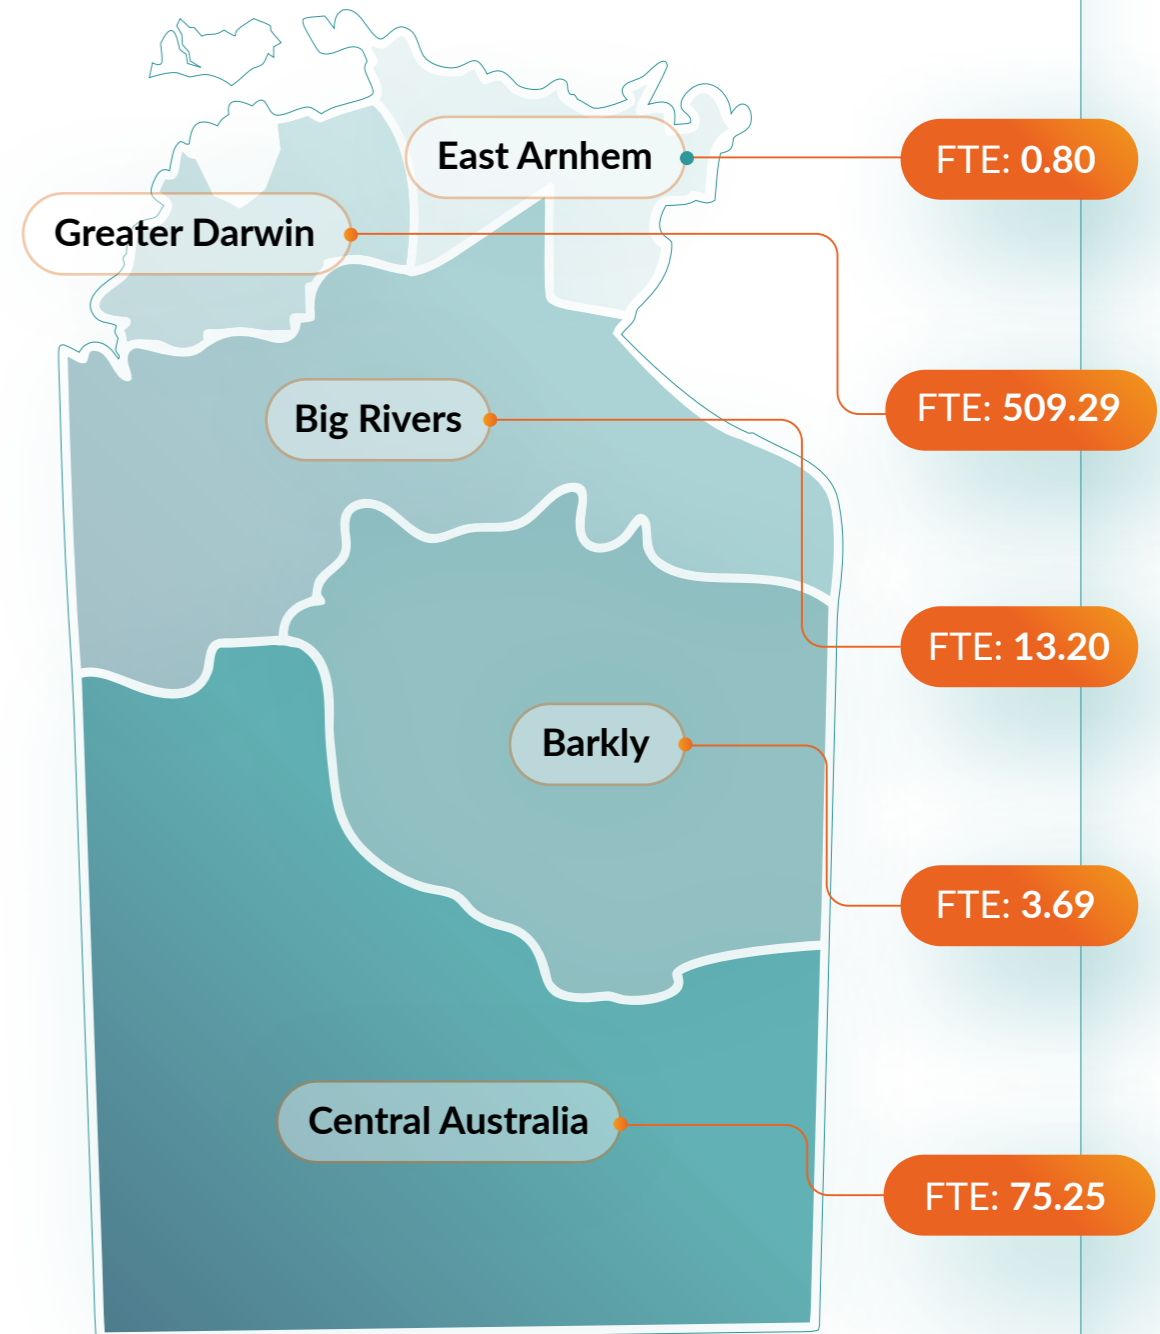 East Arnhem
FTE: 0.80
Greater Darwin
FTE: 509.29
Big Rivers
FTE: 13.20
Barkly
FTE: 3.69
Central Australia
FTE: 75.25